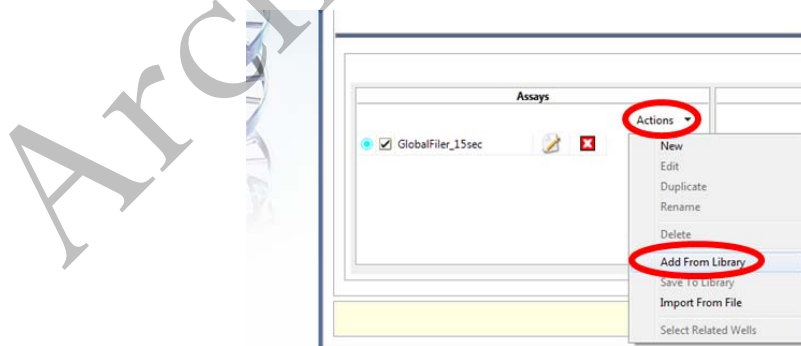 Arc
Assays
Actions
GlobalFiler_15sec
New
Edit
Duplicate
Rename
Delete
Add From Library
Save To Library
Import From File
Select Related Wells